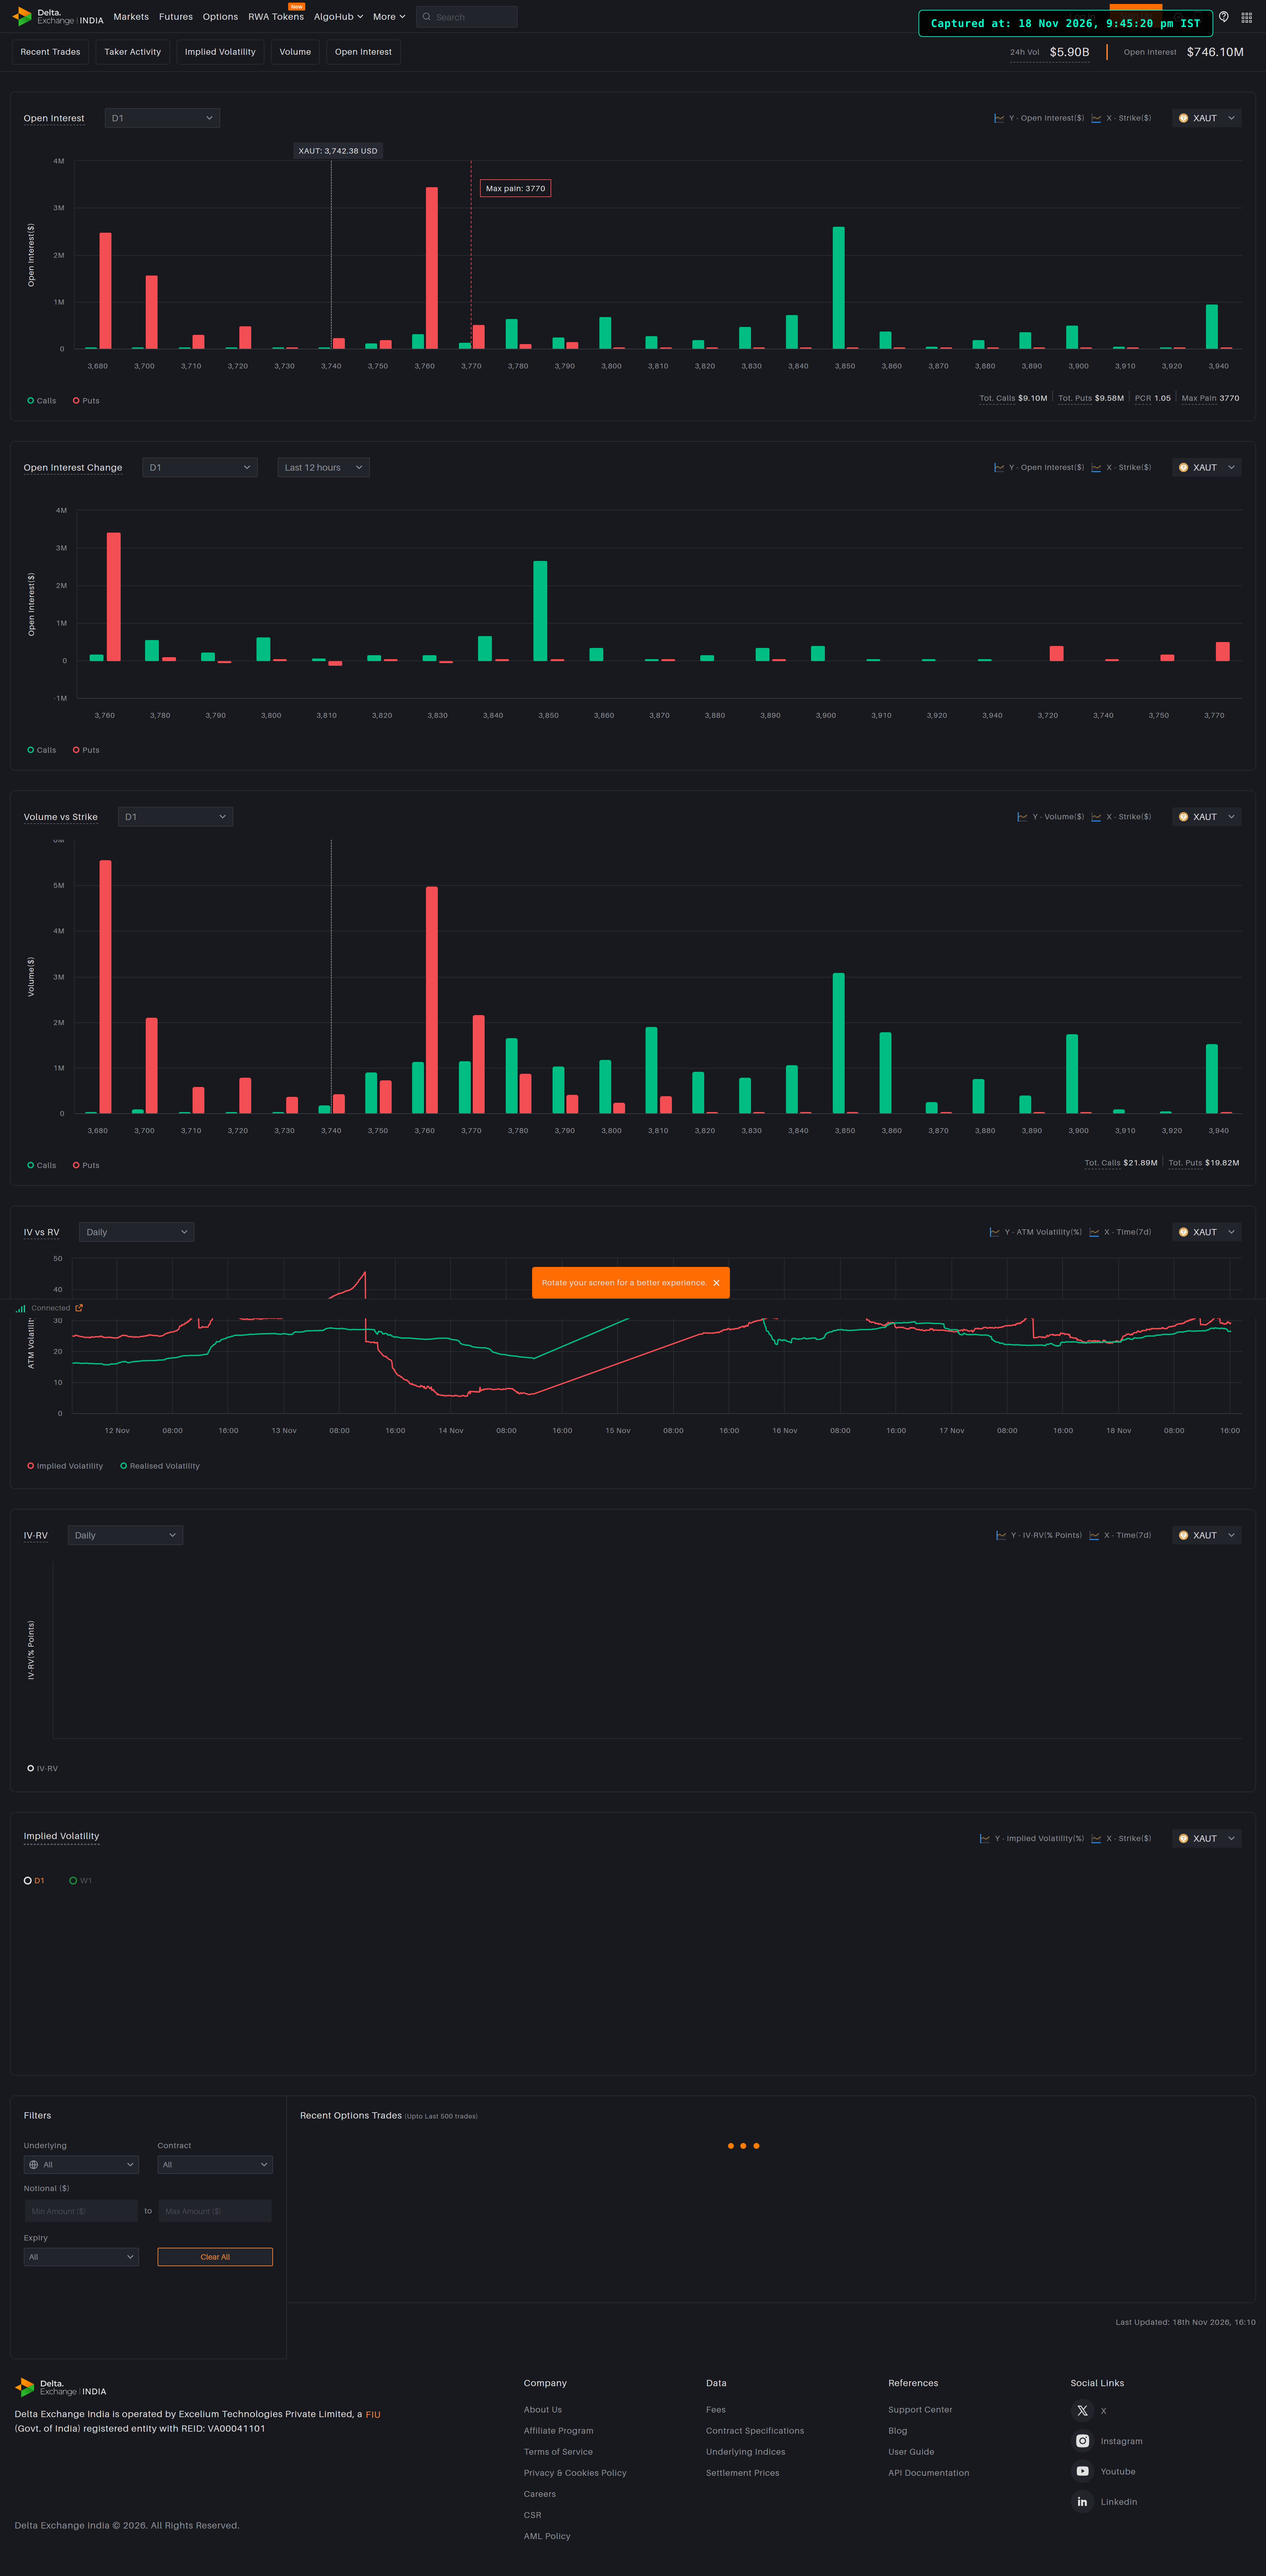 Delta.
Exchange | INDIA
Markets Futures Options RWA Tokens New AlgoHub More Search
Captured at: 18 Nov 2026, 9:45:20 pm IST
Recent Trades Taker Activity Implied Volatility Volume Open Interest
24h Vol $5.90B Open Interest $746.10M
Open Interest D1 Y - Open Interest($) X - Strike($) XAUT
XAUT: 3,742.38 USD
Max pain: 3770
4M
3M
2M
1M
0
Open Interest($)
3,680 3,700 3,710 3,720 3,730 3,740 3,750 3,760 3,770 3,780 3,790 3,800 3,810 3,820 3,830 3,840 3,850 3,860 3,870 3,880 3,890 3,900 3,910 3,920 3,940
Calls Puts
Tot. Calls $9.10M Tot. Puts $9.58M PCR 1.05 Max Pain 3770
Open Interest Change D1 Last 12 hours Y - Open Interest($) X - Strike($) XAUT
4M
3M
2M
1M
0
-1M
Open Interest($)
3,760 3,780 3,790 3,800 3,810 3,820 3,830 3,840 3,850 3,860 3,870 3,880 3,890 3,900 3,910 3,920 3,940 3,720 3,740 3,750 3,770
Calls Puts
Volume vs Strike D1 Y - Volume($) X - Strike($) XAUT
5M
4M
3M
2M
1M
0
Volume($)
3,680 3,700 3,710 3,720 3,730 3,740 3,750 3,760 3,770 3,780 3,790 3,800 3,810 3,820 3,830 3,840 3,850 3,860 3,870 3,880 3,890 3,900 3,910 3,920 3,940
Calls Puts
Tot. Calls $21.89M Tot. Puts $19.82M
IV vs RV Daily Y - ATM Volatility(%) X - Time(7d) XAUT
50
40
Rotate your screen for a better experience.
Connected
30
20
10
0
ATM Volatilit
12 Nov 08:00 16:00 13 Nov 08:00 16:00 14 Nov 08:00 16:00 15 Nov 08:00 16:00 16 Nov 08:00 16:00 17 Nov 08:00 16:00 18 Nov 08:00 16:00
Implied Volatility Realised Volatility
IV-RV Daily Y - IV-RV(% Points) X - Time(7d) XAUT
IV-RV(% Points)
IV-RV
Implied Volatility Y - Implied Volatility(%) X - Strike($) XAUT
D1 W1
Filters
Underlying Contract
All All
Notional ($)
Min Amount ($) to Max Amount ($)
Expiry
All Clear All
Recent Options Trades (Upto Last 500 trades)
Last Updated: 18th Nov 2026, 16:10
Delta.
Exchange | INDIA
Delta Exchange India is operated by Excelium Technologies Private Limited, a FIU
(Govt. of India) registered entity with REID: VA00041101
Delta Exchange India © 2026. All Rights Reserved.
Company
About Us
Affiliate Program
Terms of Service
Privacy & Cookies Policy
Careers
CSR
AML Policy
Data
Fees
Contract Specifications
Underlying Indices
Settlement Prices
References
Support Center
Blog
User Guide
API Documentation
Social Links
X
Instagram
Youtube
Linkedin